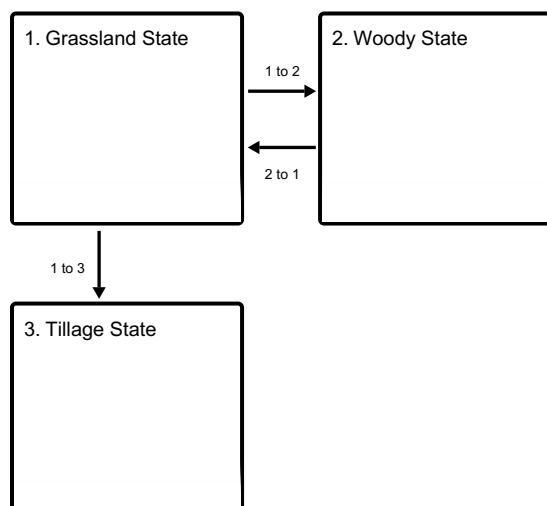 1. Grassland State
2. Woody State
1 to 2
2 to 1
1 to 3
3. Tillage State